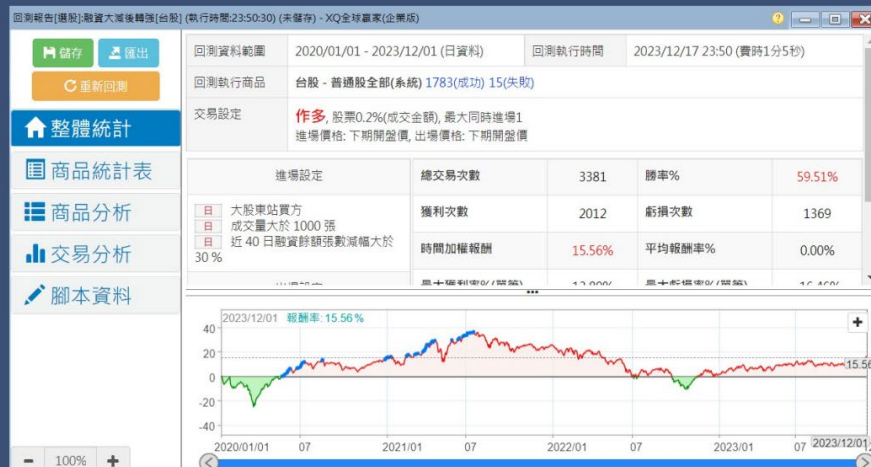 回測報告[選股]:融資大減後轉強[台股] (執行時間:23:50:30) (未儲存) - XQ全球贏家(企業版)
儲存
匯出
重新回測
整體統計
商品統計表
商品分析
交易分析
腳本資料
100%
回測資料範圍 2020/01/01 - 2023/12/01 (日資料) 回測執行時間 2023/12/17 23:50 (費時1分5秒)
回測執行商品 台股 - 普通股全部(系統) 1783(成功) 15(失敗)
交易設定 作多, 股票0.2%(成交金額), 最大同時進場1
進場價格: 下期開盤價, 出場價格: 下期開盤價
進場設定
日 大股東站買方
日 成交量大於 1000 張
日 近 40 日融資餘額張數減幅大於
30 %
總交易次數 3381 勝率% 59.51%
獲利次數 2012 虧損次數 1369
時間加權報酬 15.56% 平均報酬率% 0.00%
2023/12/01 報酬率: 15.56 %
40
20
0
-20
-40
15.56
2020/01/01 07 2021/01 07 2022/01 07 2023/01 07 2023/12/01